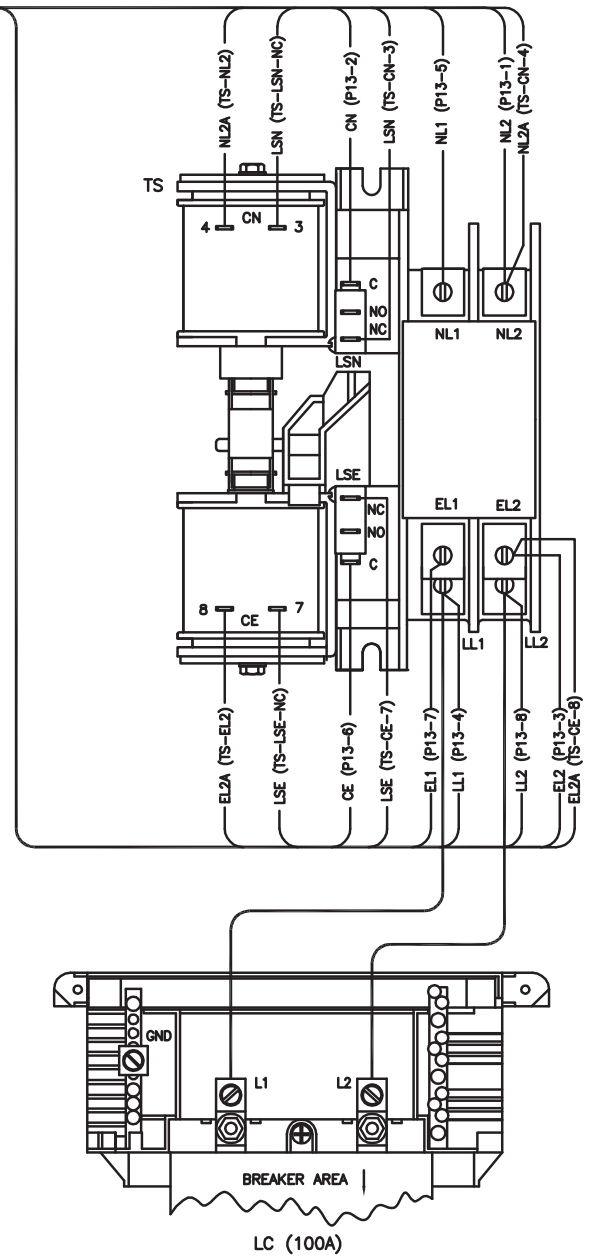 NL2A (TS-NL2)
LSN (TS-LSN-NC)
CN (P13-2)
LSN (TS-CN-3)
NL1 (P13-5)
NL2 (P13-1)
NL2A (TS-CN-4)
TS
CN
4
3
C
NO
NC
LSN
NL1
NL2
LSE
NC
NO
C
EL1
EL2
8
7
CE
LL1
LL2
EL2A (TS-EL2)
LSE (TS-LSE-NC)
CE (P13-6)
LSE (TS-CE-7)
EL1 (P13-7)
LL1 (P13-4)
LL2 (P13-8)
EL2 (P13-3)
EL2A (TS-CE-8)
GND
L1
L2
BREAKER AREA
LC (100A)